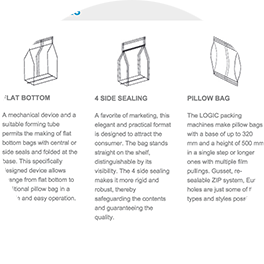 FLAT BOTTOM
A mechanical device and a
suitable forming tube
permits the making of flat
bottom bags with central or
side seals and folded at the
base. This specifically
designed device allows
change from flat bottom to
pillow bag in a
and easy operation.
4 SIDE SEALING
A favorite of marketing, this
elegant and practical format
is designed to attract the
consumer. The bag stands
straight on the shelf,
distinguishable by its
visibility. The 4 side sealing
makes it more rigid and
robust, thereby
safeguarding the contents
and guaranteeing the
quality.
PILLOW BAG
The LOGIC packing
machines make pillow bags
with a base of up to 320
mm and a height of 500 mm
in a single step or longer
ones with multiple film
pullings. Gusset, re-
sealable ZIP system, Eur
holes are just some of
types and styles